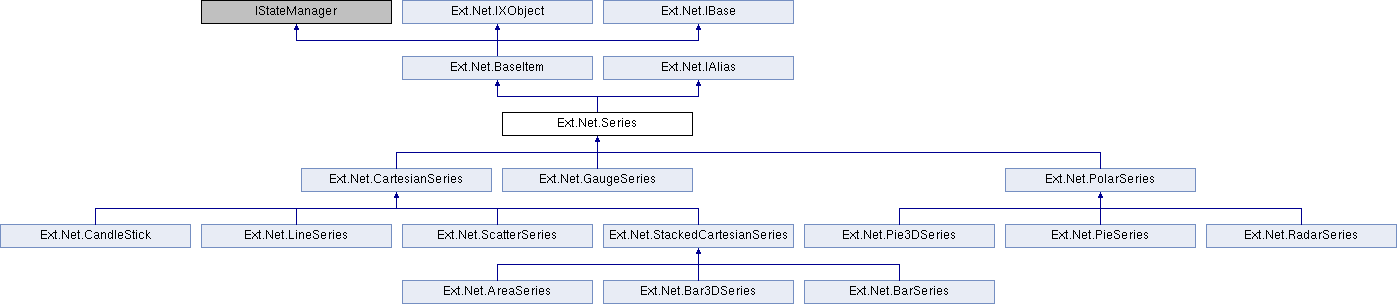 IStateManager
Ext.Net.IXObject
Ext.Net.IBase
Ext.Net.BaseItem
Ext.Net.IAlias
Ext.Net.Series
Ext.Net.CartesianSeries
Ext.Net.GaugeSeries
Ext.Net.PolarSeries
Ext.Net.CandleStick
Ext.Net.LineSeries
Ext.Net.ScatterSeries
Ext.Net.StackedCartesianSeries
Ext.Net.Pie3DSeries
Ext.Net.PieSeries
Ext.Net.RadarSeries
Ext.Net.AreaSeries
Ext.Net.Bar3DSeries
Ext.Net.BarSeries